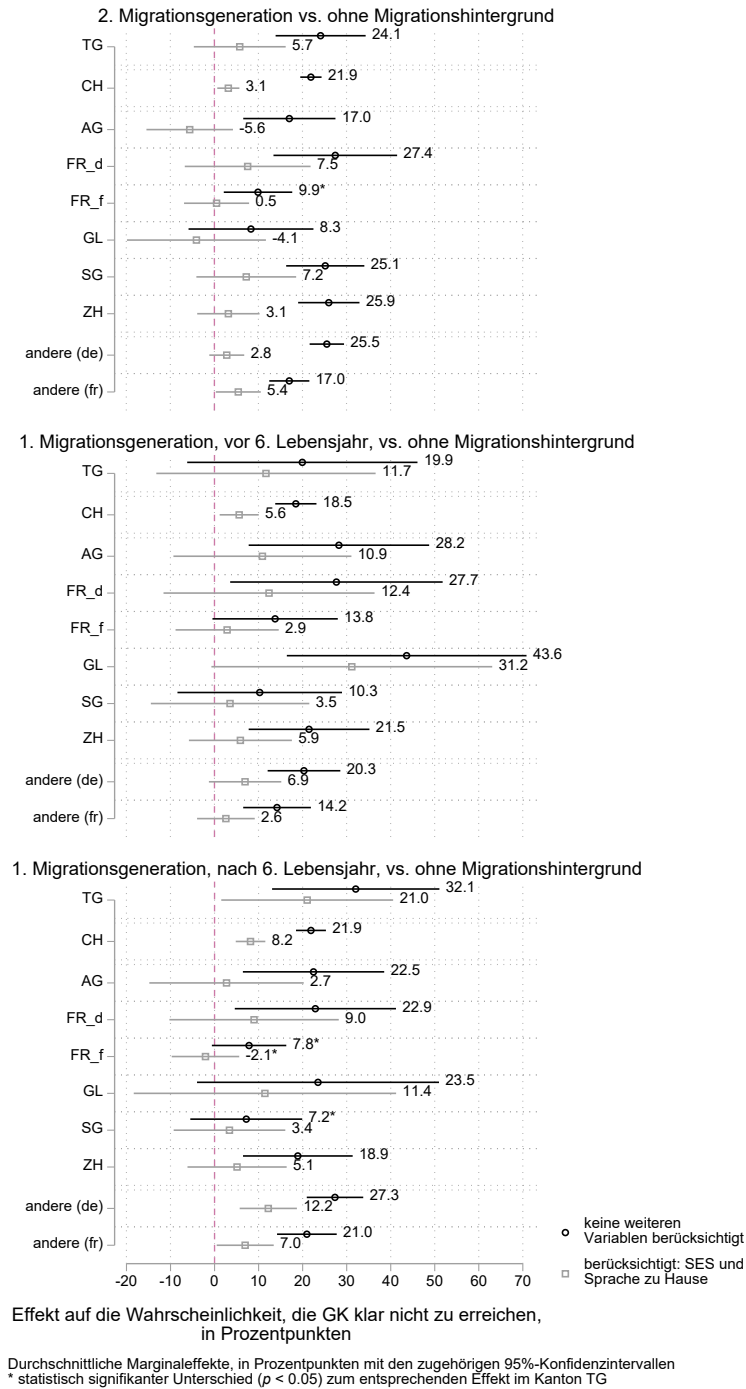 2. Migrationsgeneration vs. ohne Migrationshintergrund
TG
24.1
5.7
CH
21.9
3.1
AG
17.0
-5.6
FR_d
27.4
7.5
FR_f
9.9*
0.5
GL
8.3
-4.1
SG
25.1
7.2
ZH
25.9
3.1
andere (de)
25.5
2.8
andere (fr)
17.0
5.4
1. Migrationsgeneration, vor 6. Lebensjahr, vs. ohne Migrationshintergrund
TG
19.9
11.7
CH
18.5
5.6
AG
28.2
10.9
FR_d
27.7
12.4
FR_f
13.8
2.9
GL
43.6
31.2
SG
10.3
3.5
ZH
21.5
5.9
andere (de)
20.3
6.9
andere (fr)
14.2
2.6
1. Migrationsgeneration, nach 6. Lebensjahr, vs. ohne Migrationshintergrund
TG
32.1
21.0
CH
21.9
8.2
AG
22.5
2.7
FR_d
22.9
9.0
FR_f
7.8*
-2.1*
GL
23.5
11.4
SG
7.2*
3.4
ZH
18.9
5.1
andere (de)
27.3
12.2
andere (fr)
21.0
7.0
-20 -10 0 10 20 30 40 50 60 70
keine weiteren
Variablen berücksichtigt
berücksichtigt: SES und
Sprache zu Hause
Effekt auf die Wahrscheinlichkeit, die GK klar nicht zu erreichen,
in Prozentpunkten
Durchschnittliche Marginaleffekte, in Prozentpunkten mit den zugehörigen 95%-Konfidenzintervallen
* statistisch signifikanter Unterschied (p < 0.05) zum entsprechenden Effekt im Kanton TG